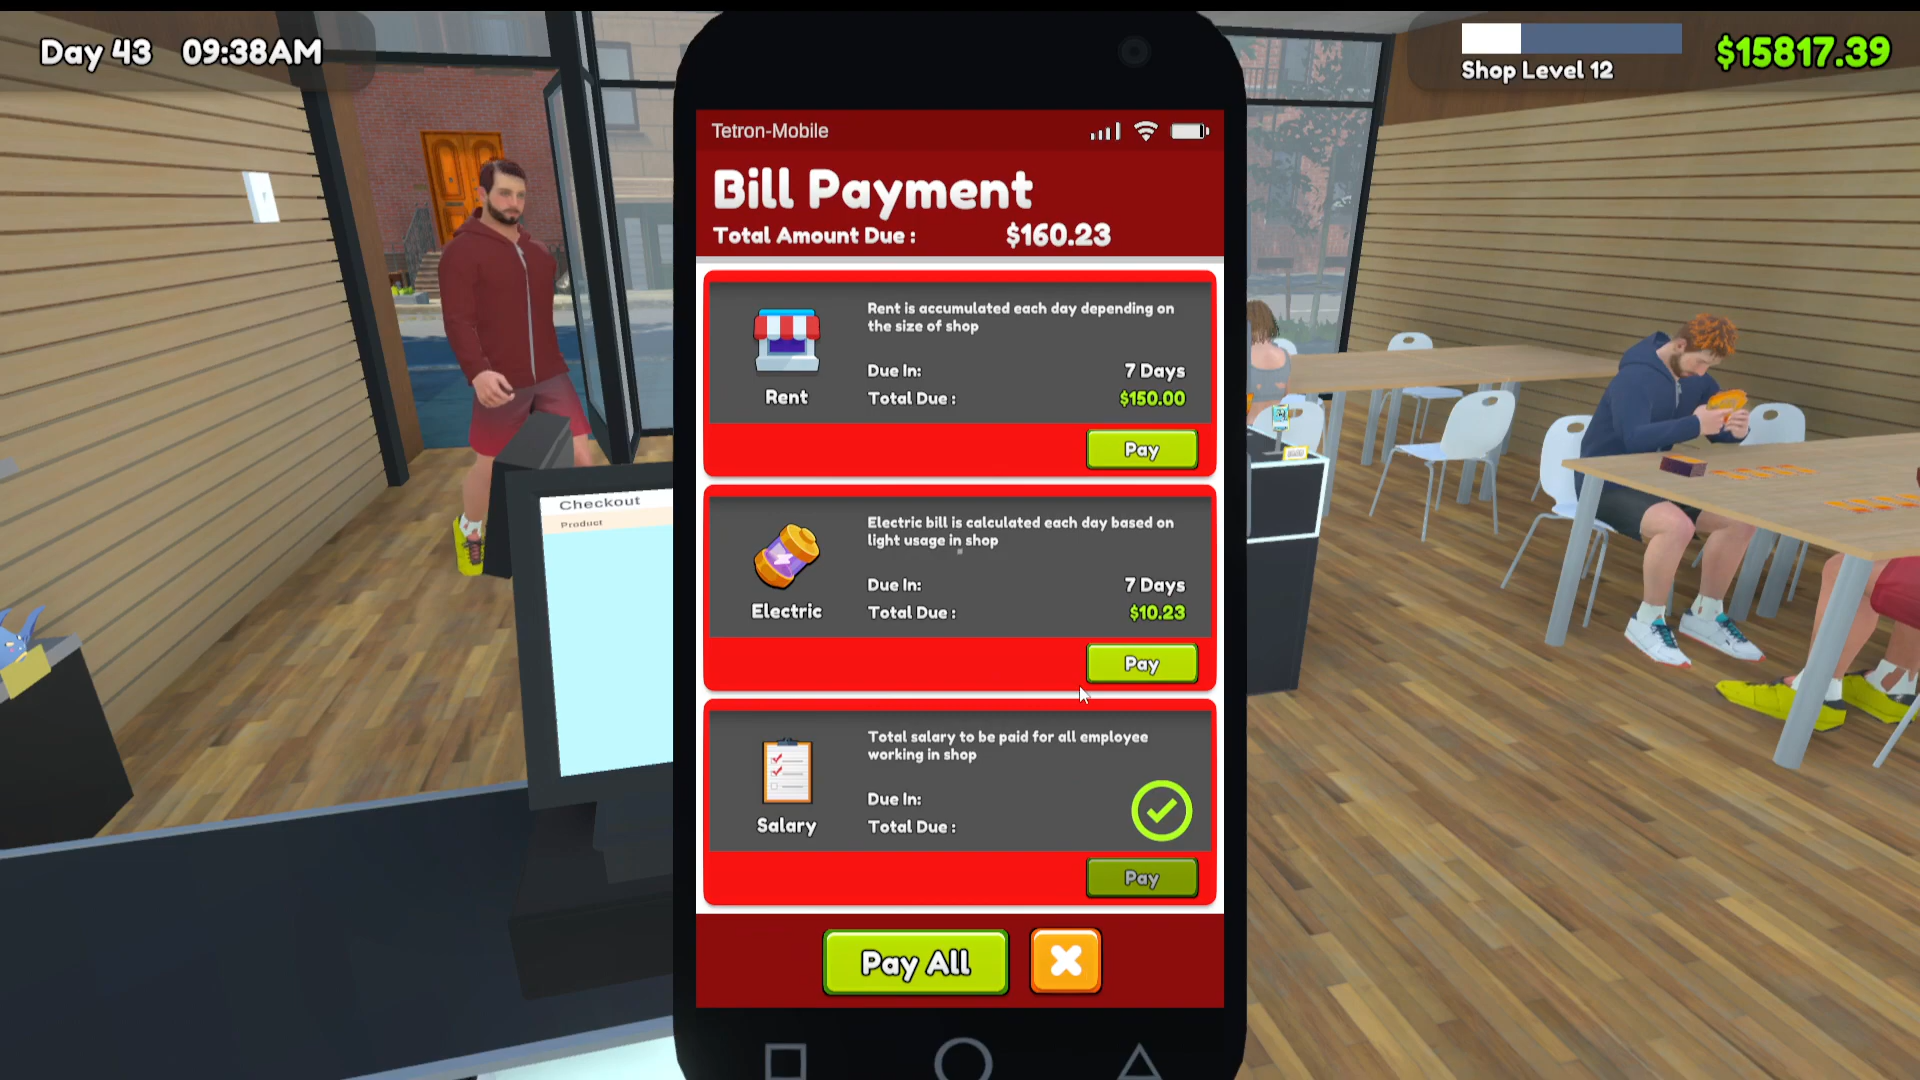 Day 43 09:38AM
Shop Level 12
$15817.39
Tetron-Mobile
Bill Payment
Total Amount Due : $160.23
Rent is accumulated each day depending on
the size of shop
Due In: 7 Days
Total Due : $150.00
Rent
Pay
Electric bill is calculated each day based on
light usage in shop
Due In: 7 Days
Total Due : $10.23
Electric
Pay
Total salary to be paid for all employee
working in shop
Due In:
Total Due :
Salary
Pay
Pay All
Checkout
Product